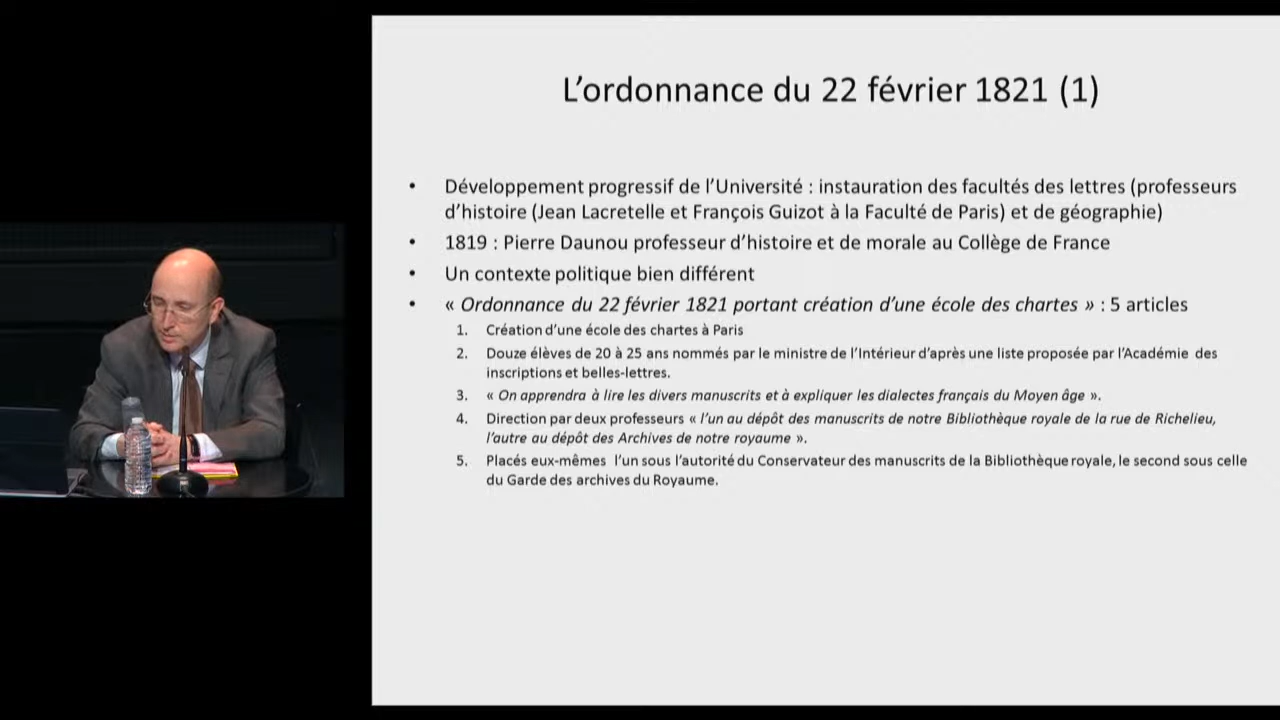 L’ordonnance du 22 février 1821 (1)
• Développement progressif de l’Université : instauration des facultés des lettres (professeurs
d’histoire (Jean Lacretelle et François Guizot à la Faculté de Paris) et de géographie)
• 1819 : Pierre Daunou professeur d’histoire et de morale au Collège de France
• Un contexte politique bien différent
• « Ordonnance du 22 février 1821 portant création d’une école des chartes » : 5 articles
1. Création d’une école des chartes à Paris
2. Douze élèves de 20 à 25 ans nommés par le ministre de l’Intérieur d’après une liste proposée par l’Académie des
inscriptions et belles-lettres.
3. « On apprendra à lire les divers manuscrits et à expliquer les dialectes français du Moyen âge ».
4. Direction par deux professeurs « l’un au dépôt des manuscrits de notre Bibliothèque royale de la rue de Richelieu,
l’autre au dépôt des Archives de notre royaume ».
5. Placés eux-mêmes l’un sous l’autorité du Conservateur des manuscrits de la Bibliothèque royale, le second sous celle
du Garde des archives du Royaume.